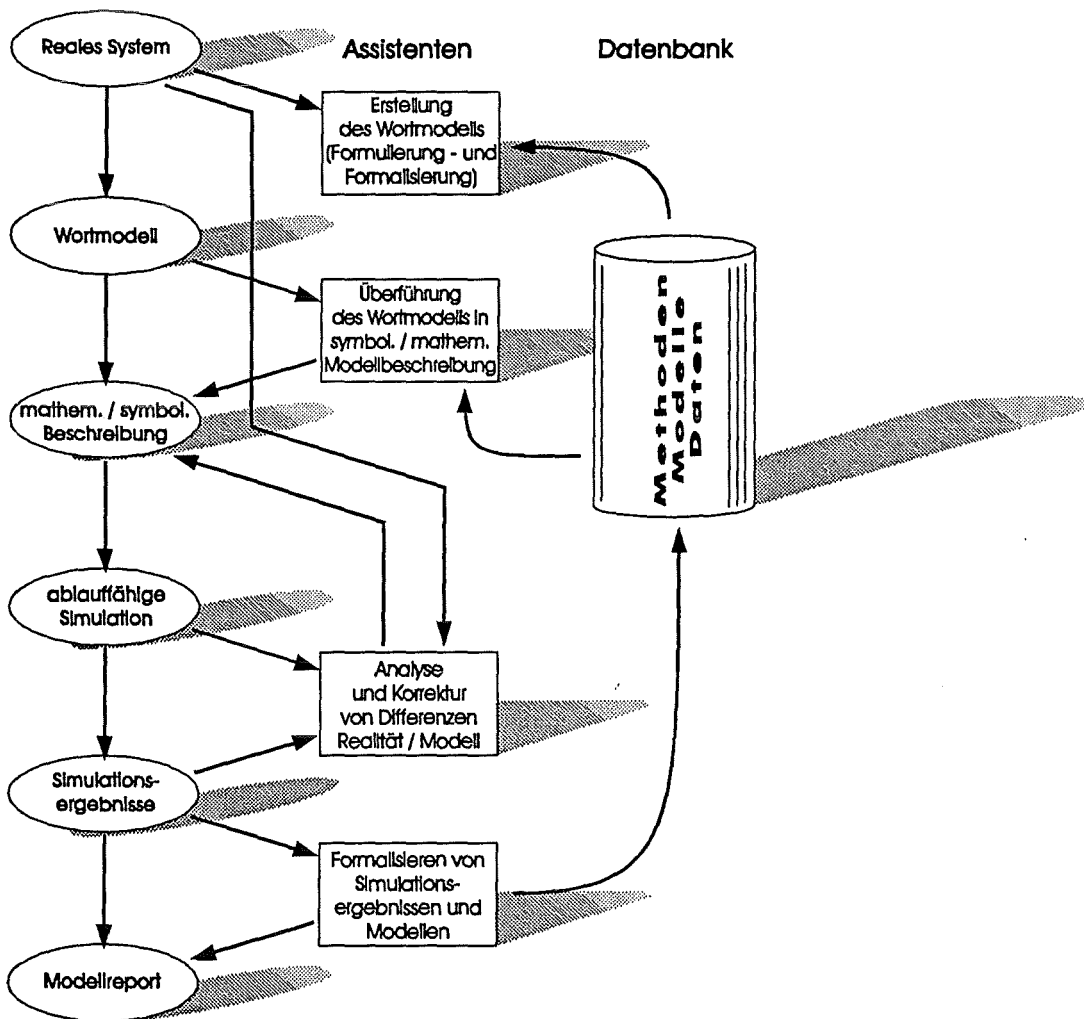 Reales System
Assistenten
Datenbank
Erstellung
des Wortmodells
(Formulierung - und
Formalisierung)
Wortmodell
Überführung
des Wortmodells in
symbol. / mathem.
Modellbeschreibung
Methoden
Modelle
Daten
mathem. / symbol.
Beschreibung
ablauffähige
Simulation
Analyse
und Korrektur
von Differenzen
Realität / Modell
Simulations-
ergebnisse
Formalisieren von
Simulations-
ergebnissen und
Modellen
Modellreport